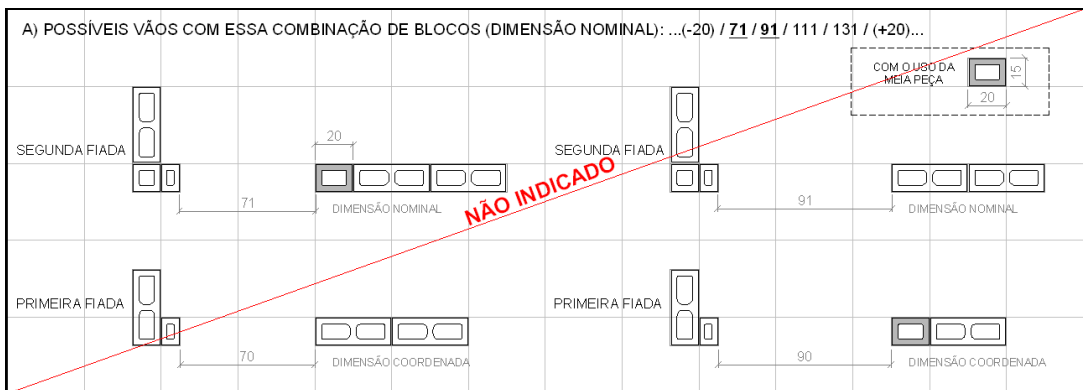 A) POSSÍVEIS VÃOS COM ESSA COMBINAÇÃO DE BLOCOS (DIMENSÃO NOMINAL): ...(-20) / 71 / 91 / 111 / 131 / (+20)...
COM O USO DA
MEIA PEÇA
15
20
SEGUNDA FIADA
20
71
DIMENSÃO NOMINAL
SEGUNDA FIADA
91
DIMENSÃO NOMINAL
NÃO INDICADO
PRIMEIRA FIADA
70
DIMENSÃO COORDENADA
PRIMEIRA FIADA
90
DIMENSÃO COORDENADA